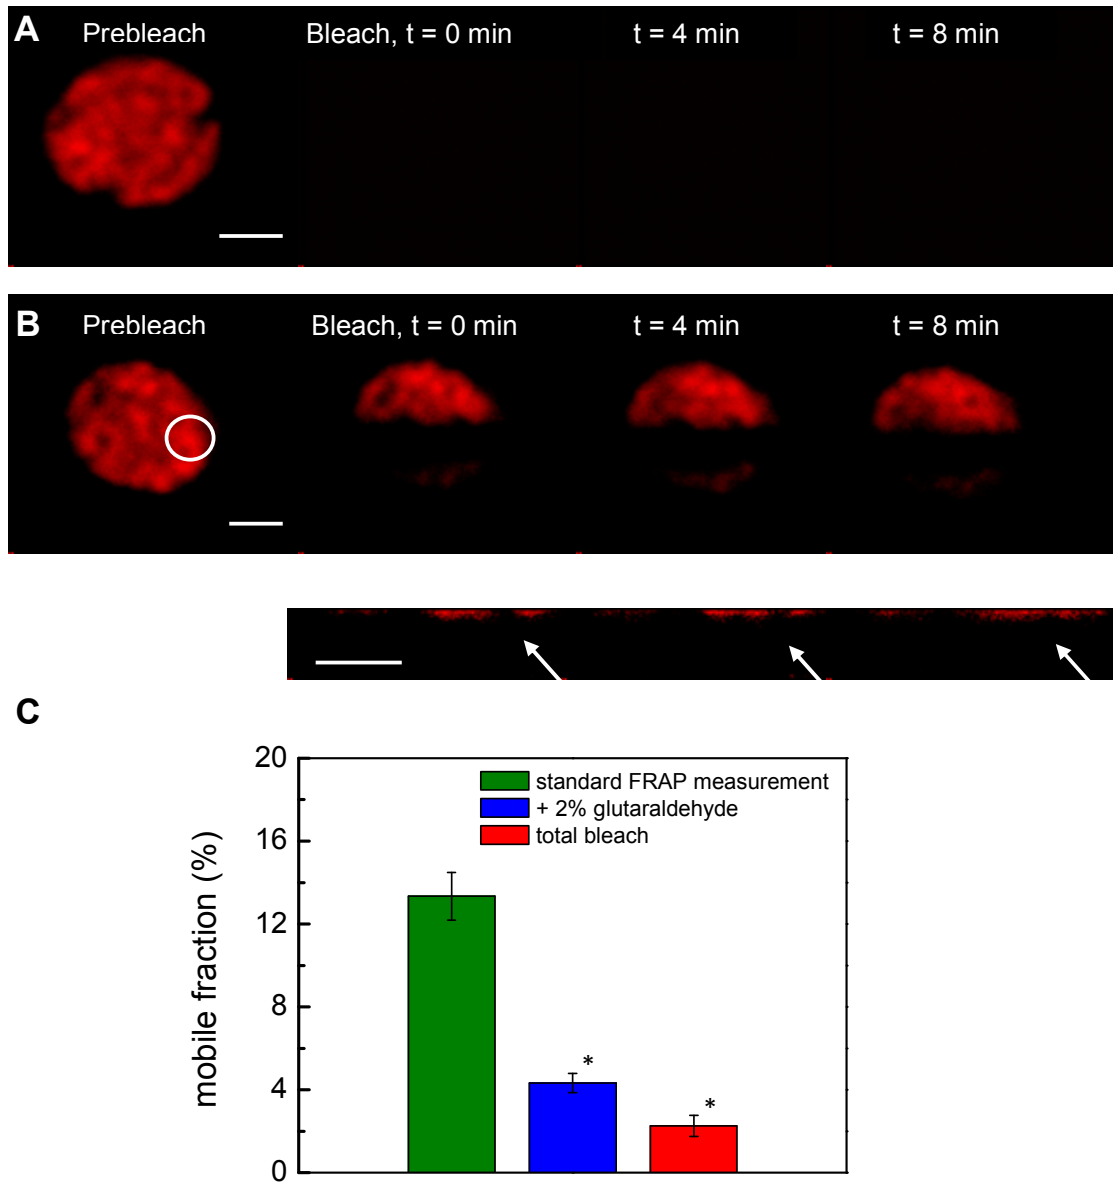 A
Prebleach
Bleach, t = 0 min
t = 4 min
t = 8 min
B
Prebleach
Bleach, t = 0 min
t = 4 min
t = 8 min
C
20
16
12
8
4
0
mobile fraction (%)
standard FRAP measurement
+ 2% glutaraldehyde
total bleach
*
*